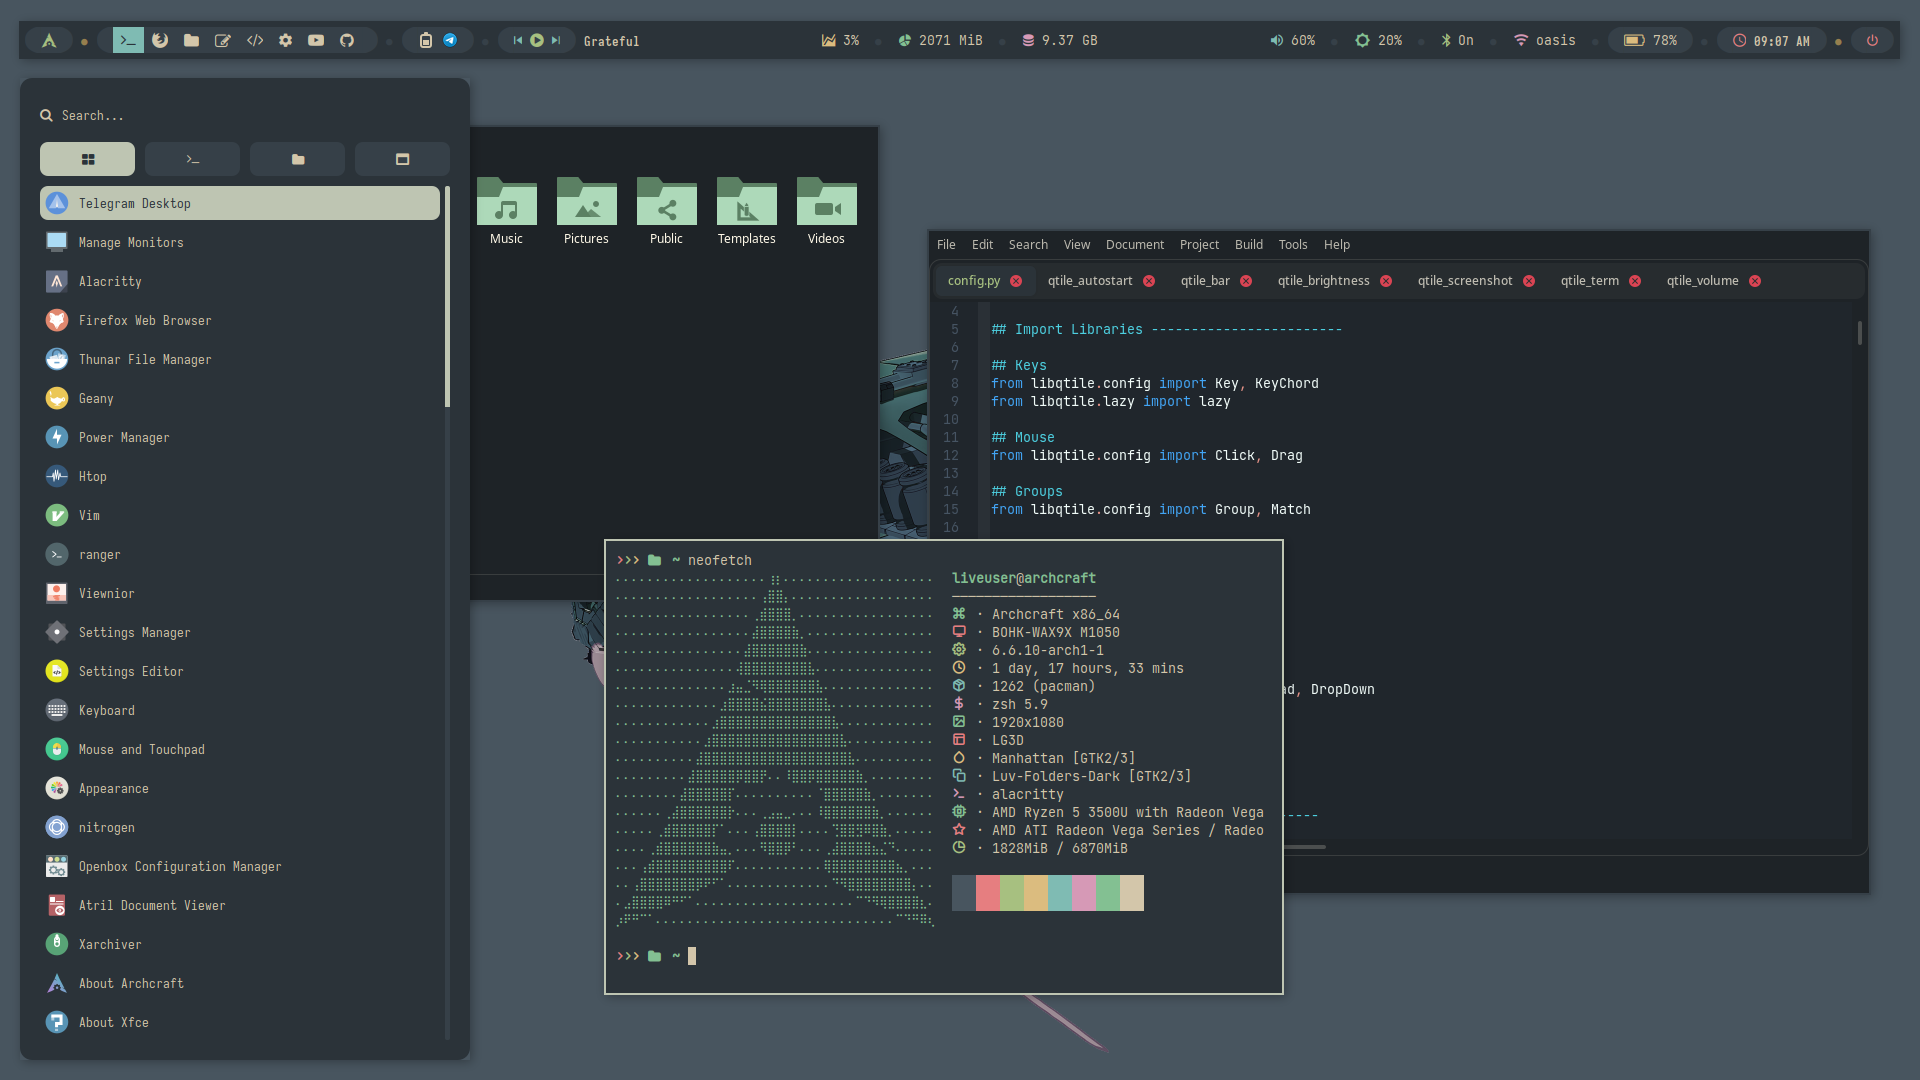 Grateful
3%
2071 MiB
9.37 GB
60%
20%
On
oasis
78%
09:07 AM
Search...
Telegram Desktop
Manage Monitors
Alacritty
Firefox Web Browser
Thunar File Manager
Geany
Power Manager
Htop
Vim
ranger
Viewnior
Settings Manager
Settings Editor
Keyboard
Mouse and Touchpad
Appearance
nitrogen
Openbox Configuration Manager
Atril Document Viewer
Xarchiver
About Archcraft
About Xfce
Music
Pictures
Public
Templates
Videos
File Edit Search View Document Project Build Tools Help
config.py qtile_autostart qtile_bar qtile_brightness qtile_screenshot qtile_term qtile_volume
4
5 ## Import Libraries ------------------------
6
7 ## Keys
8 from libqtile.config import Key, KeyChord
9 from libqtile.lazy import lazy
10
11 ## Mouse
12 from libqtile.config import Click, Drag
13
14 ## Groups
15 from libqtile.config import Group, Match
16
ad, DropDown
-----
>>> ~ neofetch
liveuser@archcraft
· Archcraft x86_64
· BOHK-WAX9X M1050
· 6.6.10-arch1-1
· 1 day, 17 hours, 33 mins
· 1262 (pacman)
· zsh 5.9
· 1920x1080
· LG3D
· Manhattan [GTK2/3]
· Luv-Folders-Dark [GTK2/3]
· alacritty
· AMD Ryzen 5 3500U with Radeon Vega
· AMD ATI Radeon Vega Series / Radeo
· 1828MiB / 6870MiB
>>> ~